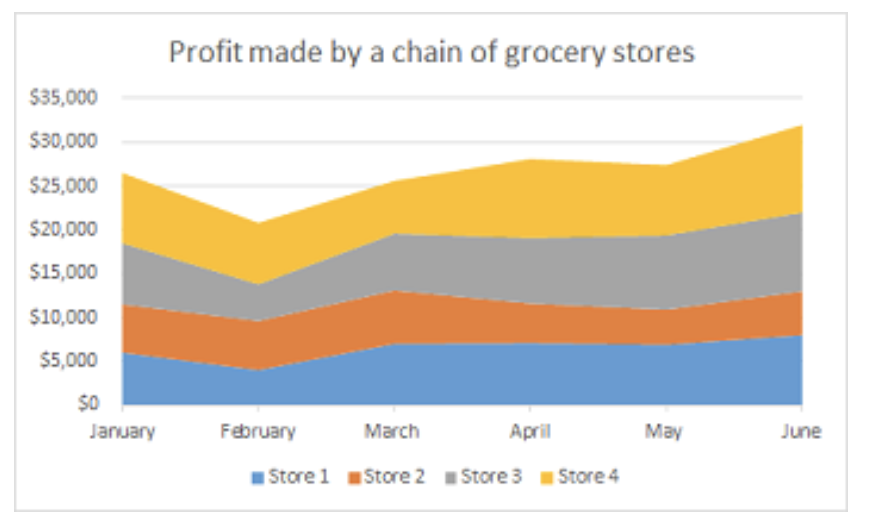 Profit made by a chain of grocery stores
$35,000
$30,000
$25,000
$20,000
$15,000
$10,000
$5,000
$0
January February March April May June
Store 1 Store 2 Store 3 Store 4